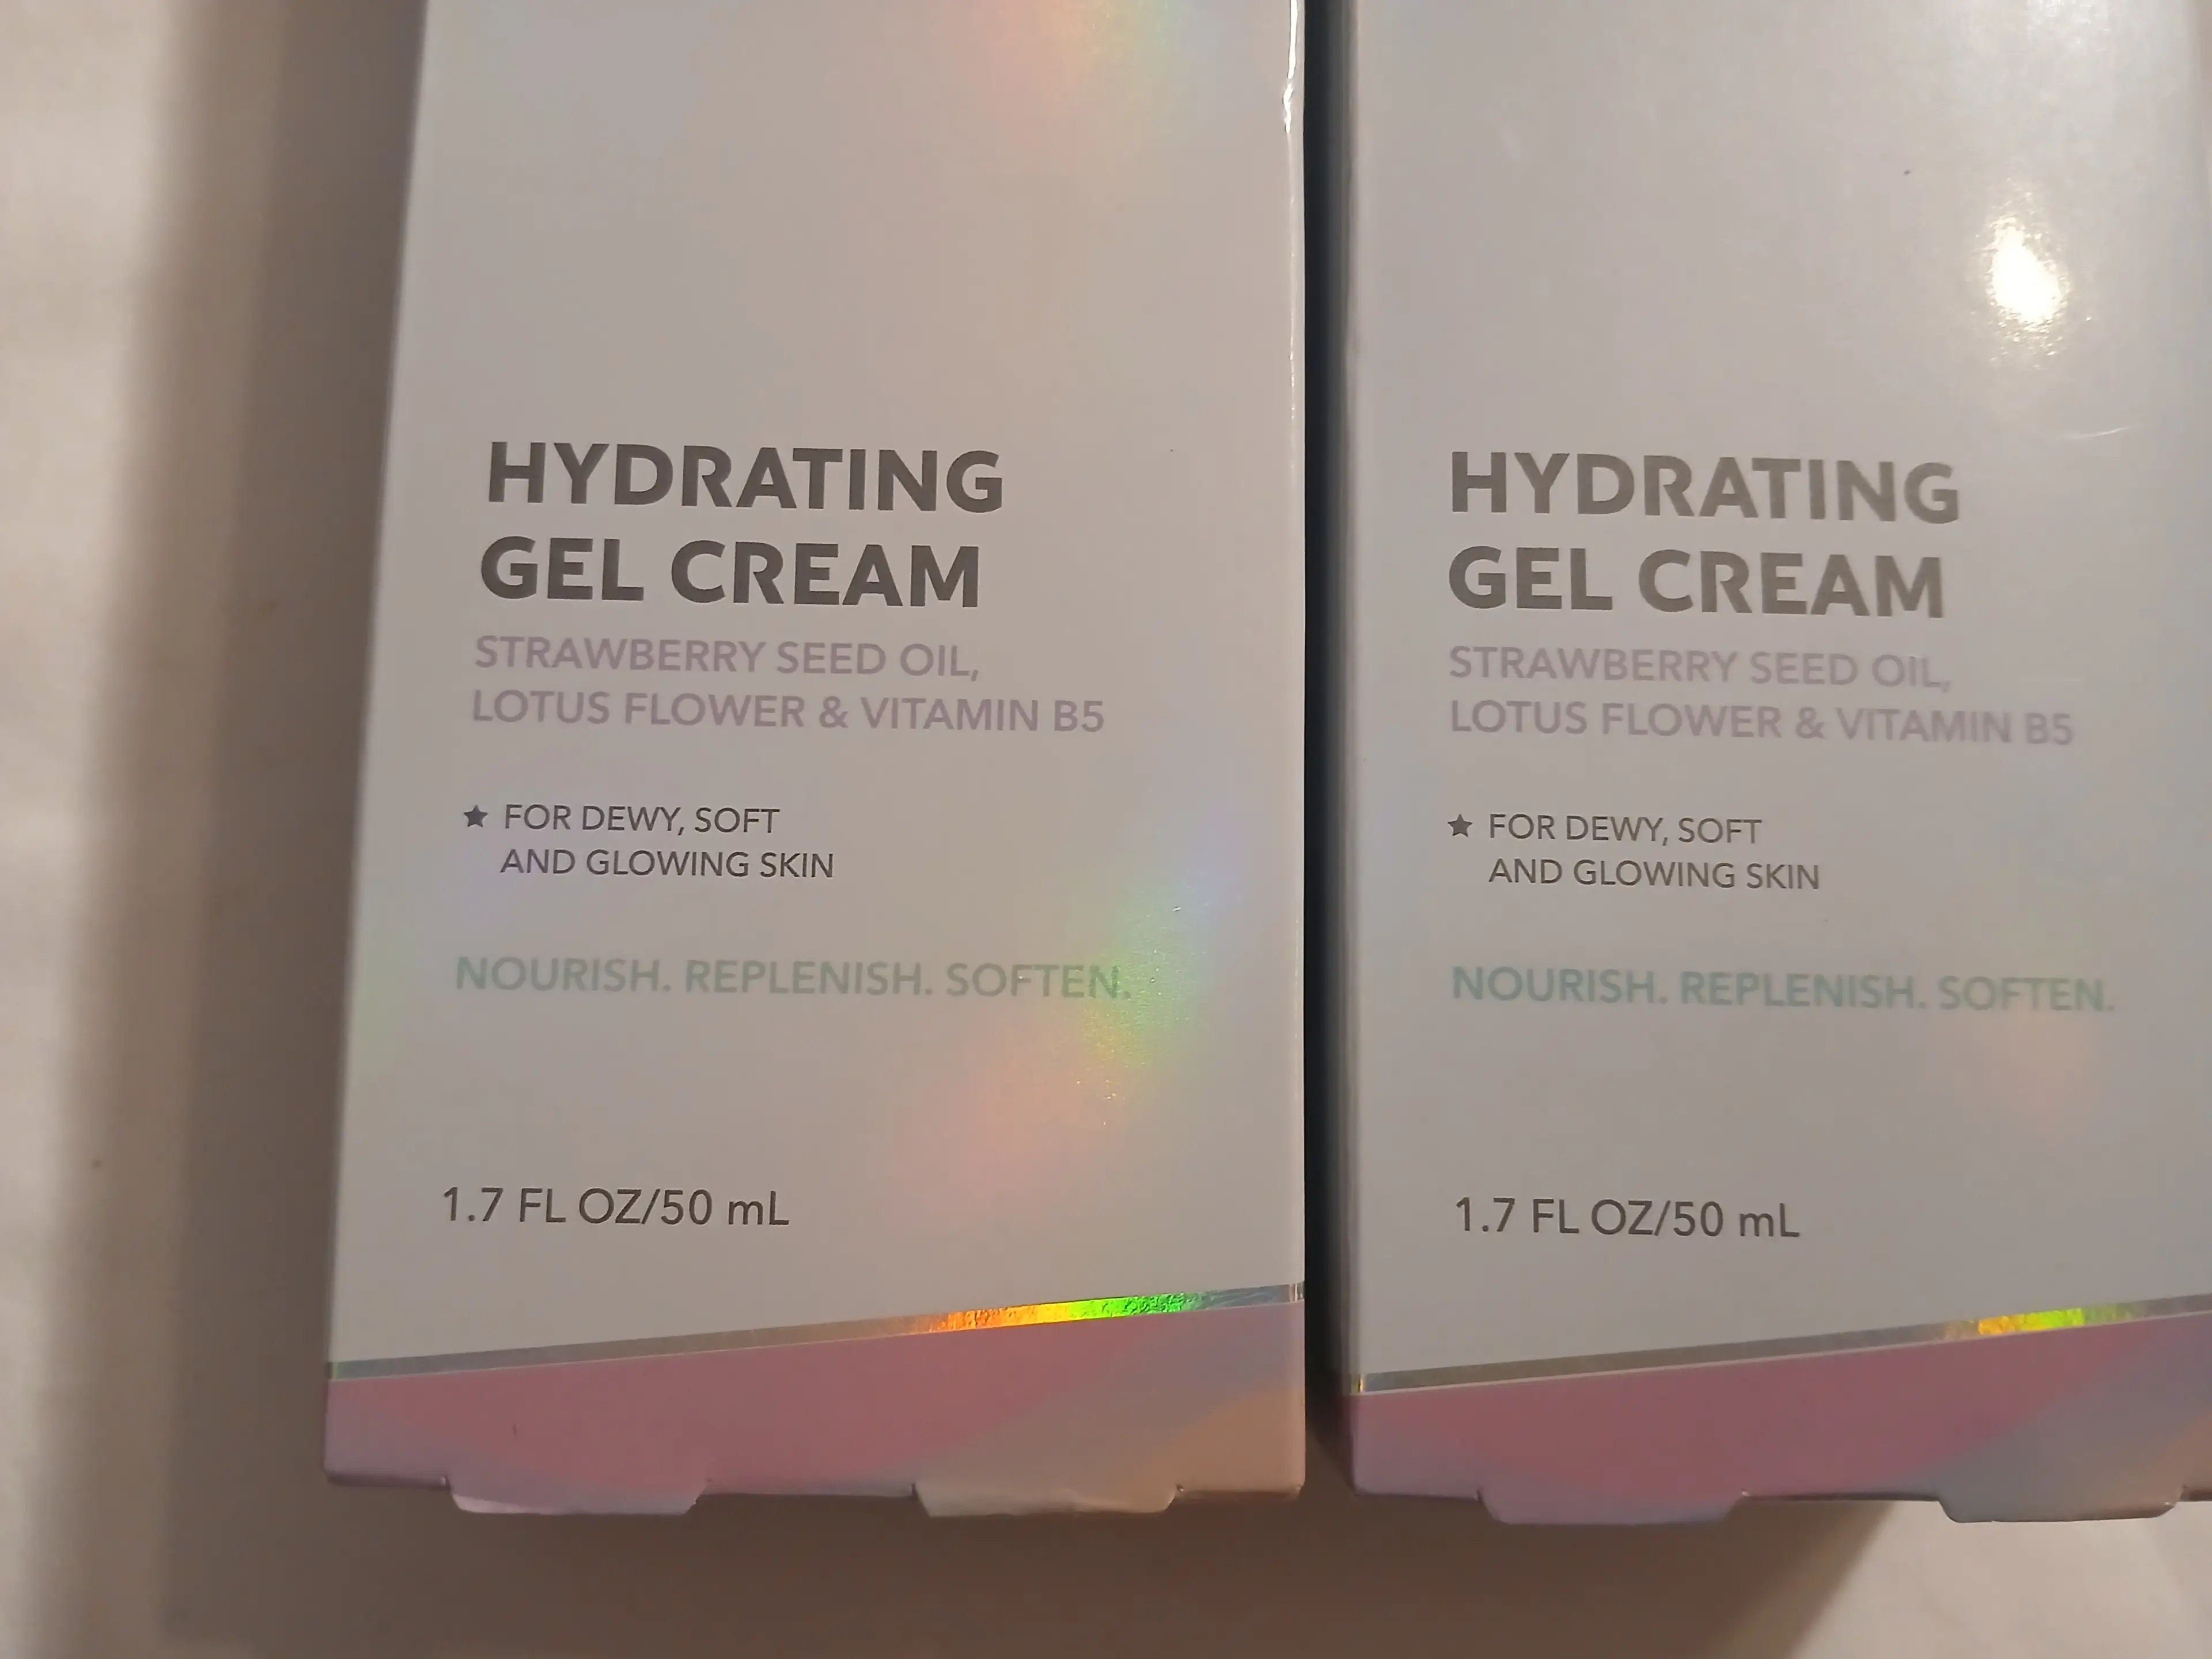 HYDRATING
GEL CREAM
STRAWBERRY SEED OIL,
LOTUS FLOWER & VITAMIN B5
★ FOR DEWY, SOFT
AND GLOWING SKIN
NOURISH. REPLENISH. SOFTEN.
1.7 FL OZ/50 mL
HYDRATING
GEL CREAM
STRAWBERRY SEED OIL,
LOTUS FLOWER & VITAMIN B5
★ FOR DEWY, SOFT
AND GLOWING SKIN
NOURISH. REPLENISH. SOFTEN.
1.7 FL OZ/50 mL